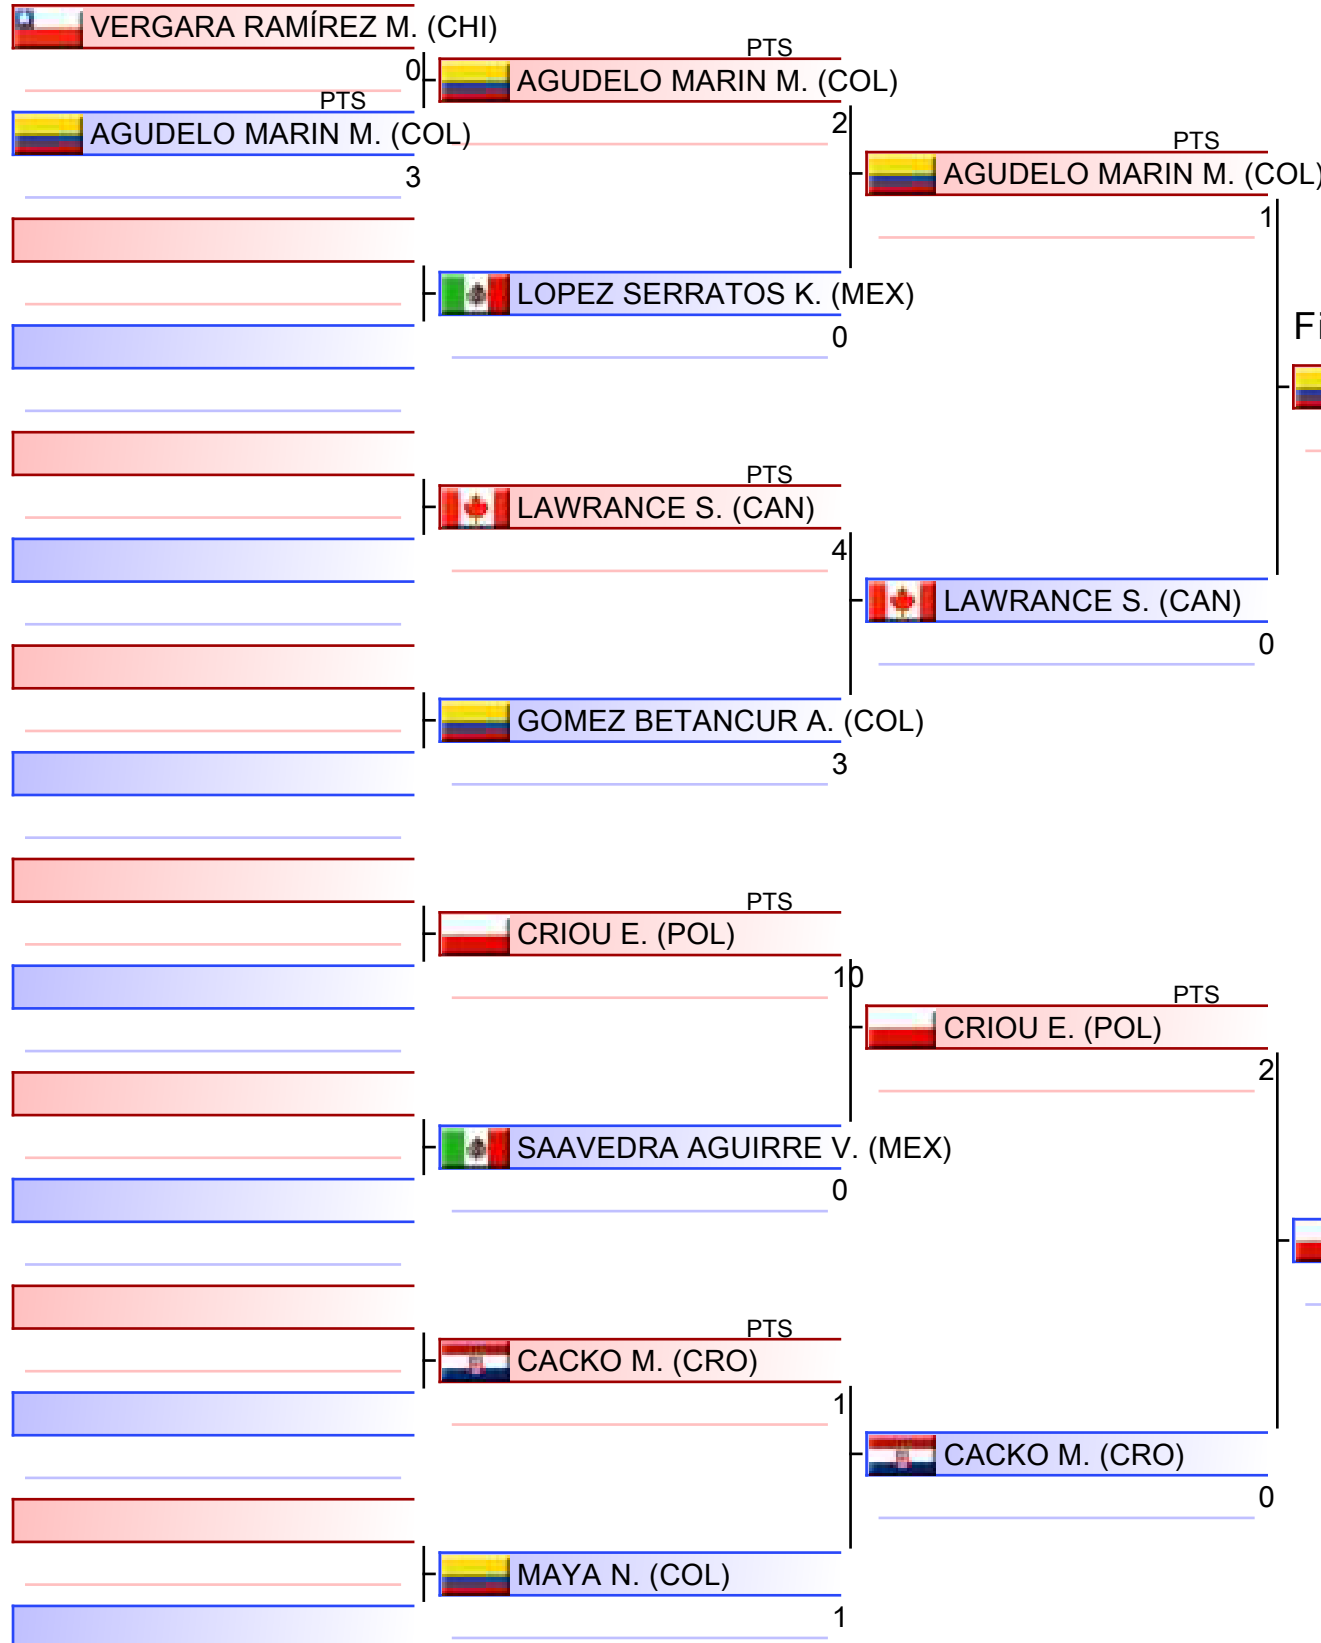 VERGARA RAMÍREZ M. (CHI)
0
PTS
AGUDELO MARIN M. (COL)
3
PTS
AGUDELO MARIN M. (COL)
2
LOPEZ SERRATOS K. (MEX)
0
PTS
LAWRANCE S. (CAN)
4
GOMEZ BETANCUR A. (COL)
3
PTS
CRIOU E. (POL)
10
SAAVEDRA AGUIRRE V. (MEX)
0
PTS
CACKO M. (CRO)
1
MAYA N. (COL)
1
PTS
AGUDELO MARIN M. (COL)
1
LAWRANCE S. (CAN)
0
PTS
CRIOU E. (POL)
2
CACKO M. (CRO)
0
Fi